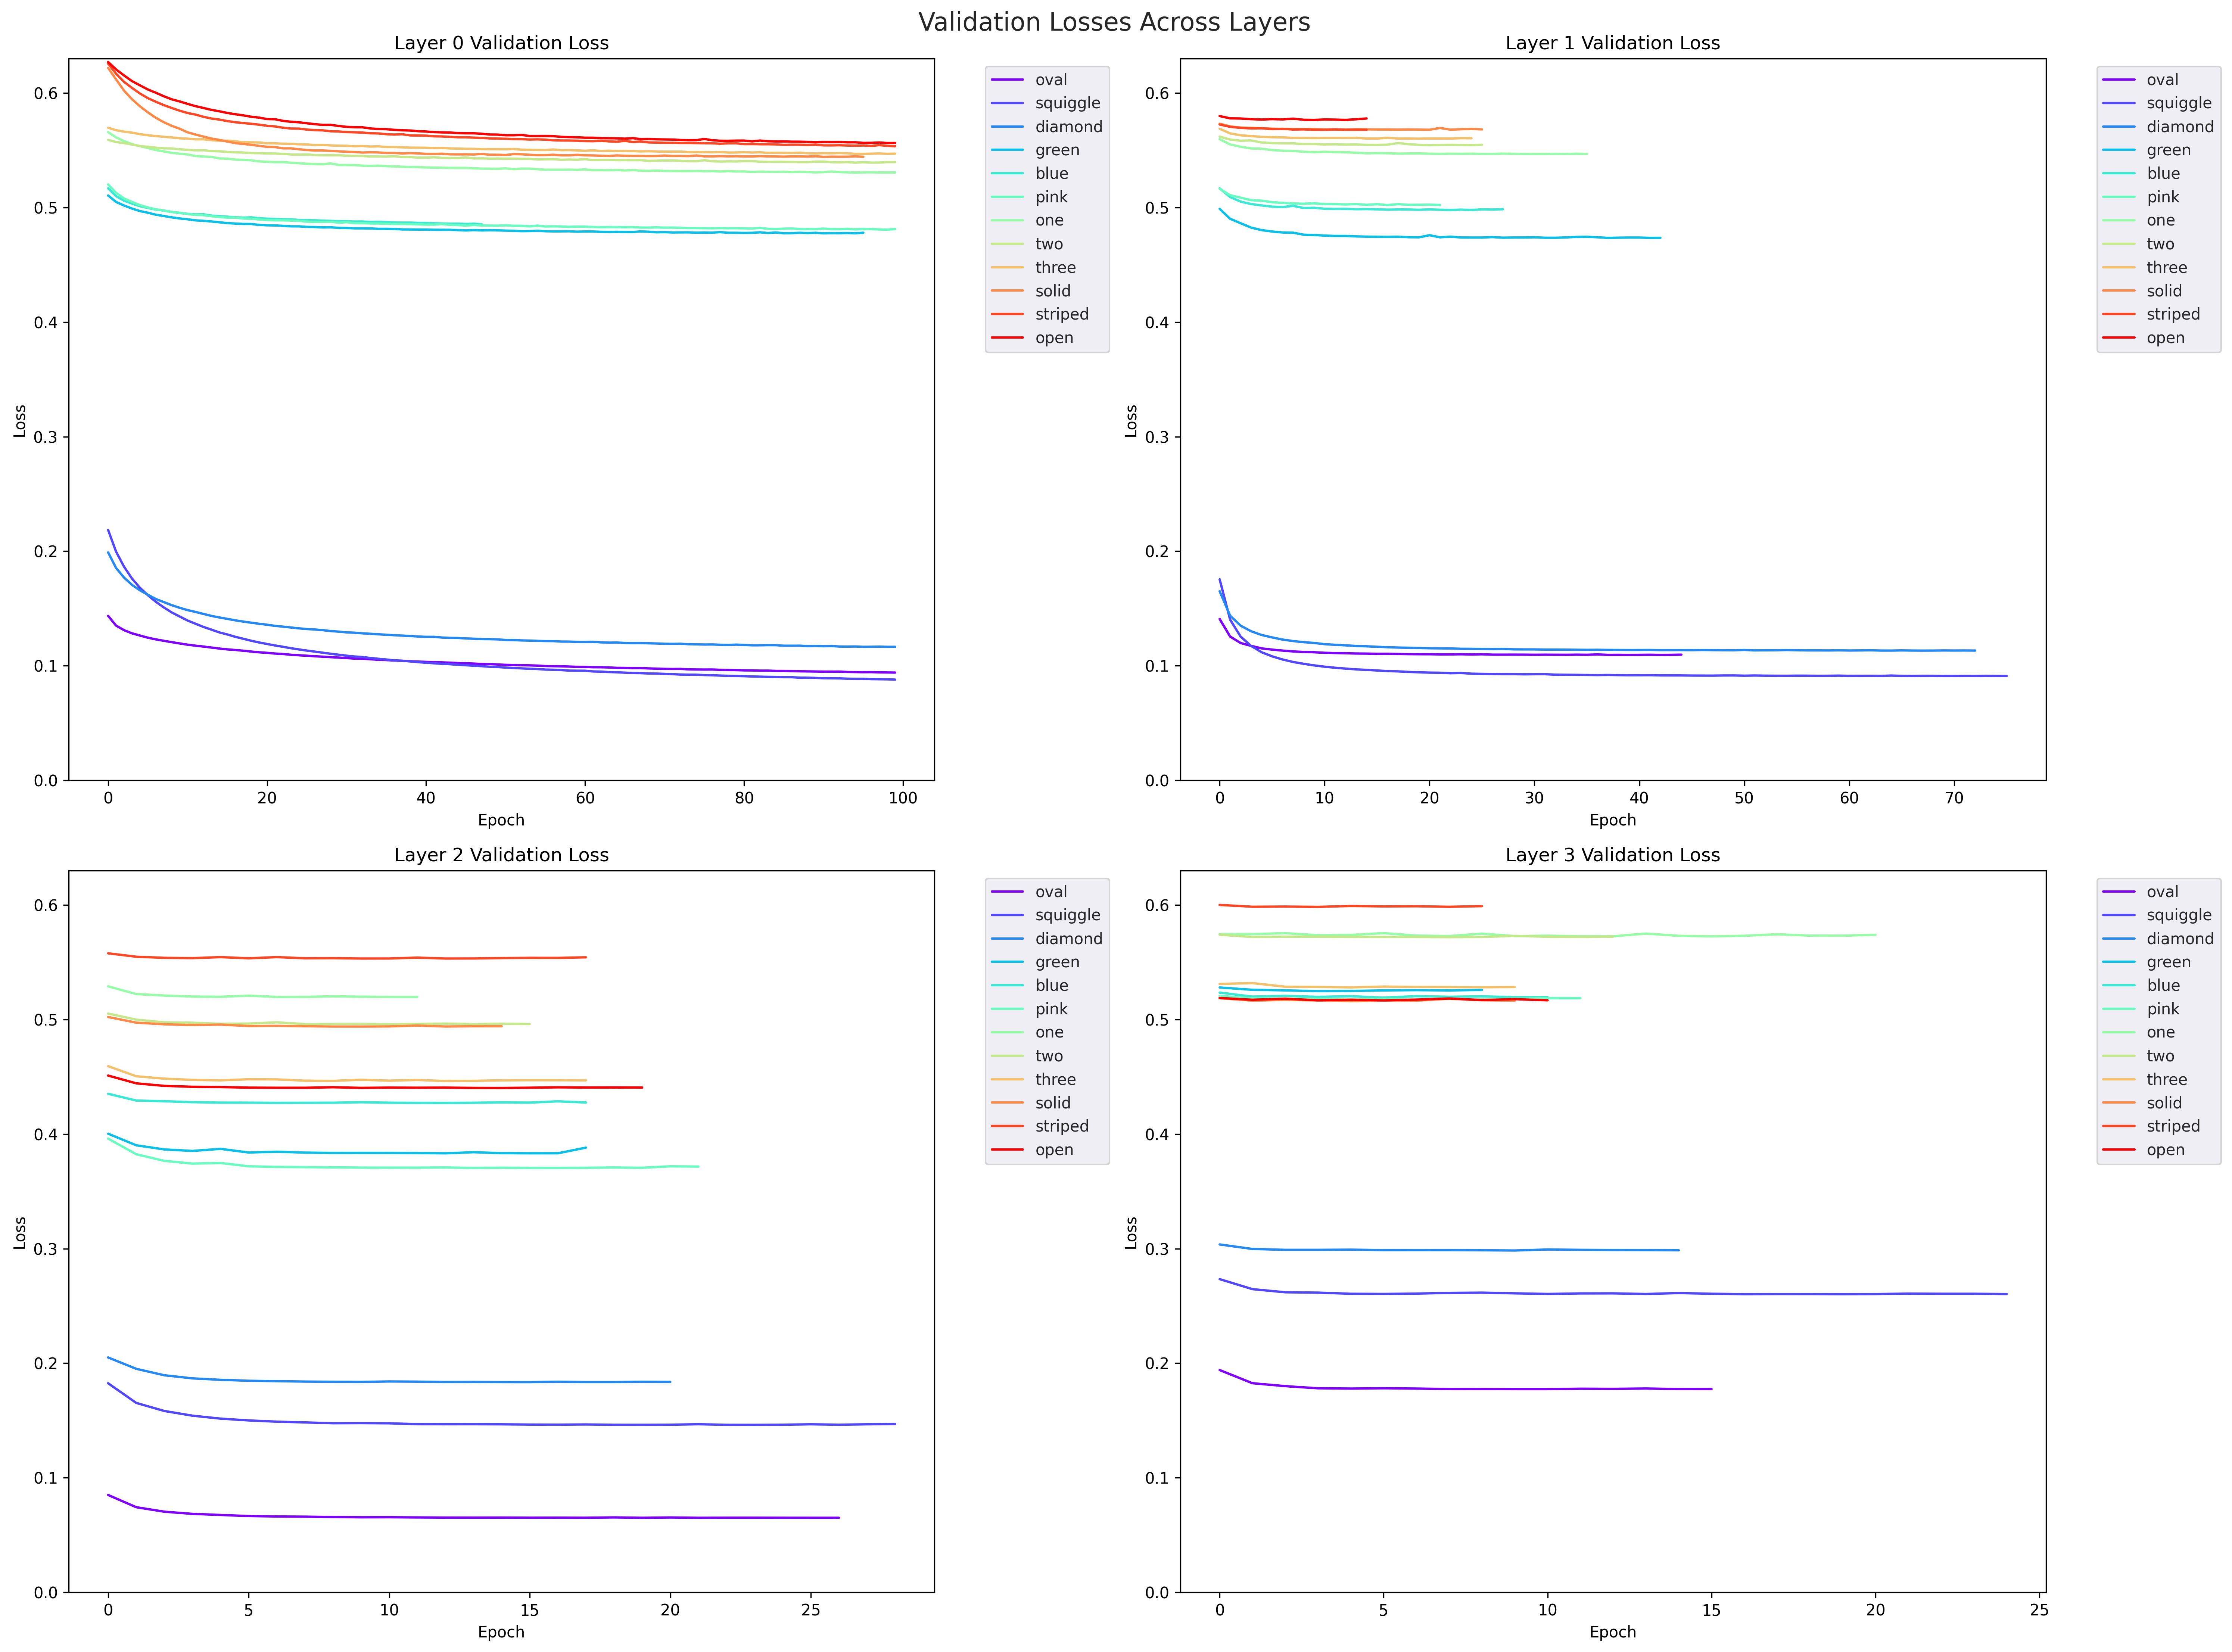 Validation Losses Across Layers
Layer 0 Validation Loss
Loss
0.6
0.5
0.4
0.3
0.2
0.1
0.0
0 20 40 60 80 100
Epoch
oval
squiggle
diamond
green
blue
pink
one
two
three
solid
striped
open
Layer 1 Validation Loss
Loss
0.6
0.5
0.4
0.3
0.2
0.1
0.0
0 10 20 30 40 50 60 70
Epoch
oval
squiggle
diamond
green
blue
pink
one
two
three
solid
striped
open
Layer 2 Validation Loss
Loss
0.6
0.5
0.4
0.3
0.2
0.1
0.0
0 5 10 15 20 25
Epoch
oval
squiggle
diamond
green
blue
pink
one
two
three
solid
striped
open
Layer 3 Validation Loss
Loss
0.6
0.5
0.4
0.3
0.2
0.1
0.0
0 5 10 15 20 25
Epoch
oval
squiggle
diamond
green
blue
pink
one
two
three
solid
striped
open